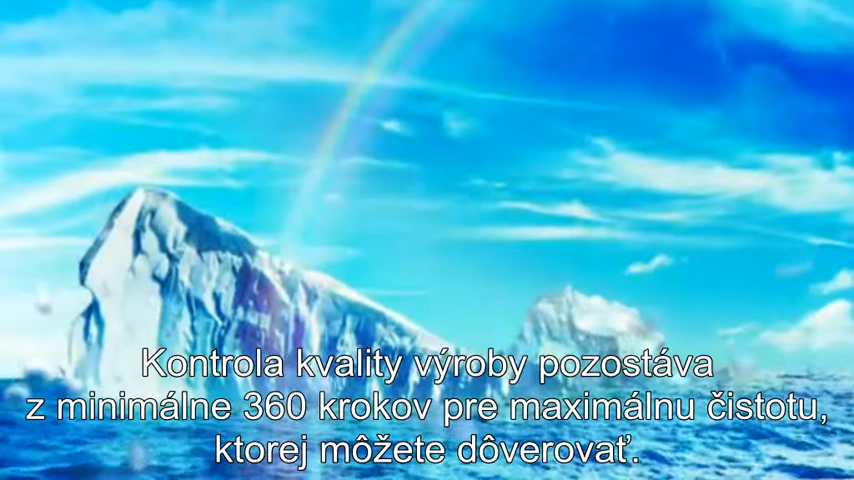 Kontrola kvality výroby pozostáva
z minimálne 360 krokov pre maximálnu čistotu,
ktorej môžete dôverovať.